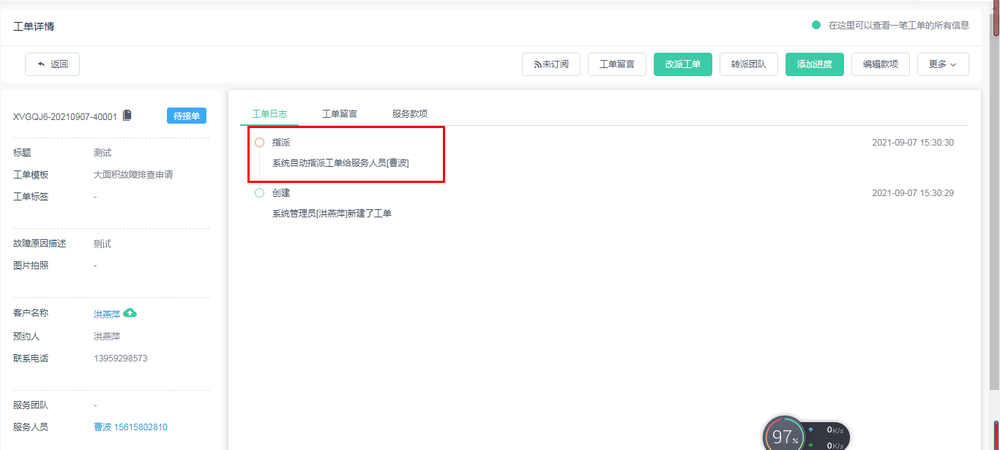 工单详情
在这里可以查看一笔工单的所有信息
返回
未订阅 工单留言 改派工单 转派团队 添加进度 编辑款项 更多
XVGQJ6-20210907-40001 待接单
标题 测试
工单模板 大面积故障排查申请
工单标签 -
故障原因描述 测试
图片拍照 -
客户名称 洪燕萍
预约人 洪燕萍
联系电话 13959298573
服务团队 -
服务人员 曹波 15615802810
工单日志 工单留言 服务款项
指派 2021-09-07 15:30:30
系统自动指派工单给服务人员[曹波]
创建 2021-09-07 15:30:29
系统管理员[洪燕萍]新建了工单
97% 0K/s
0K/s